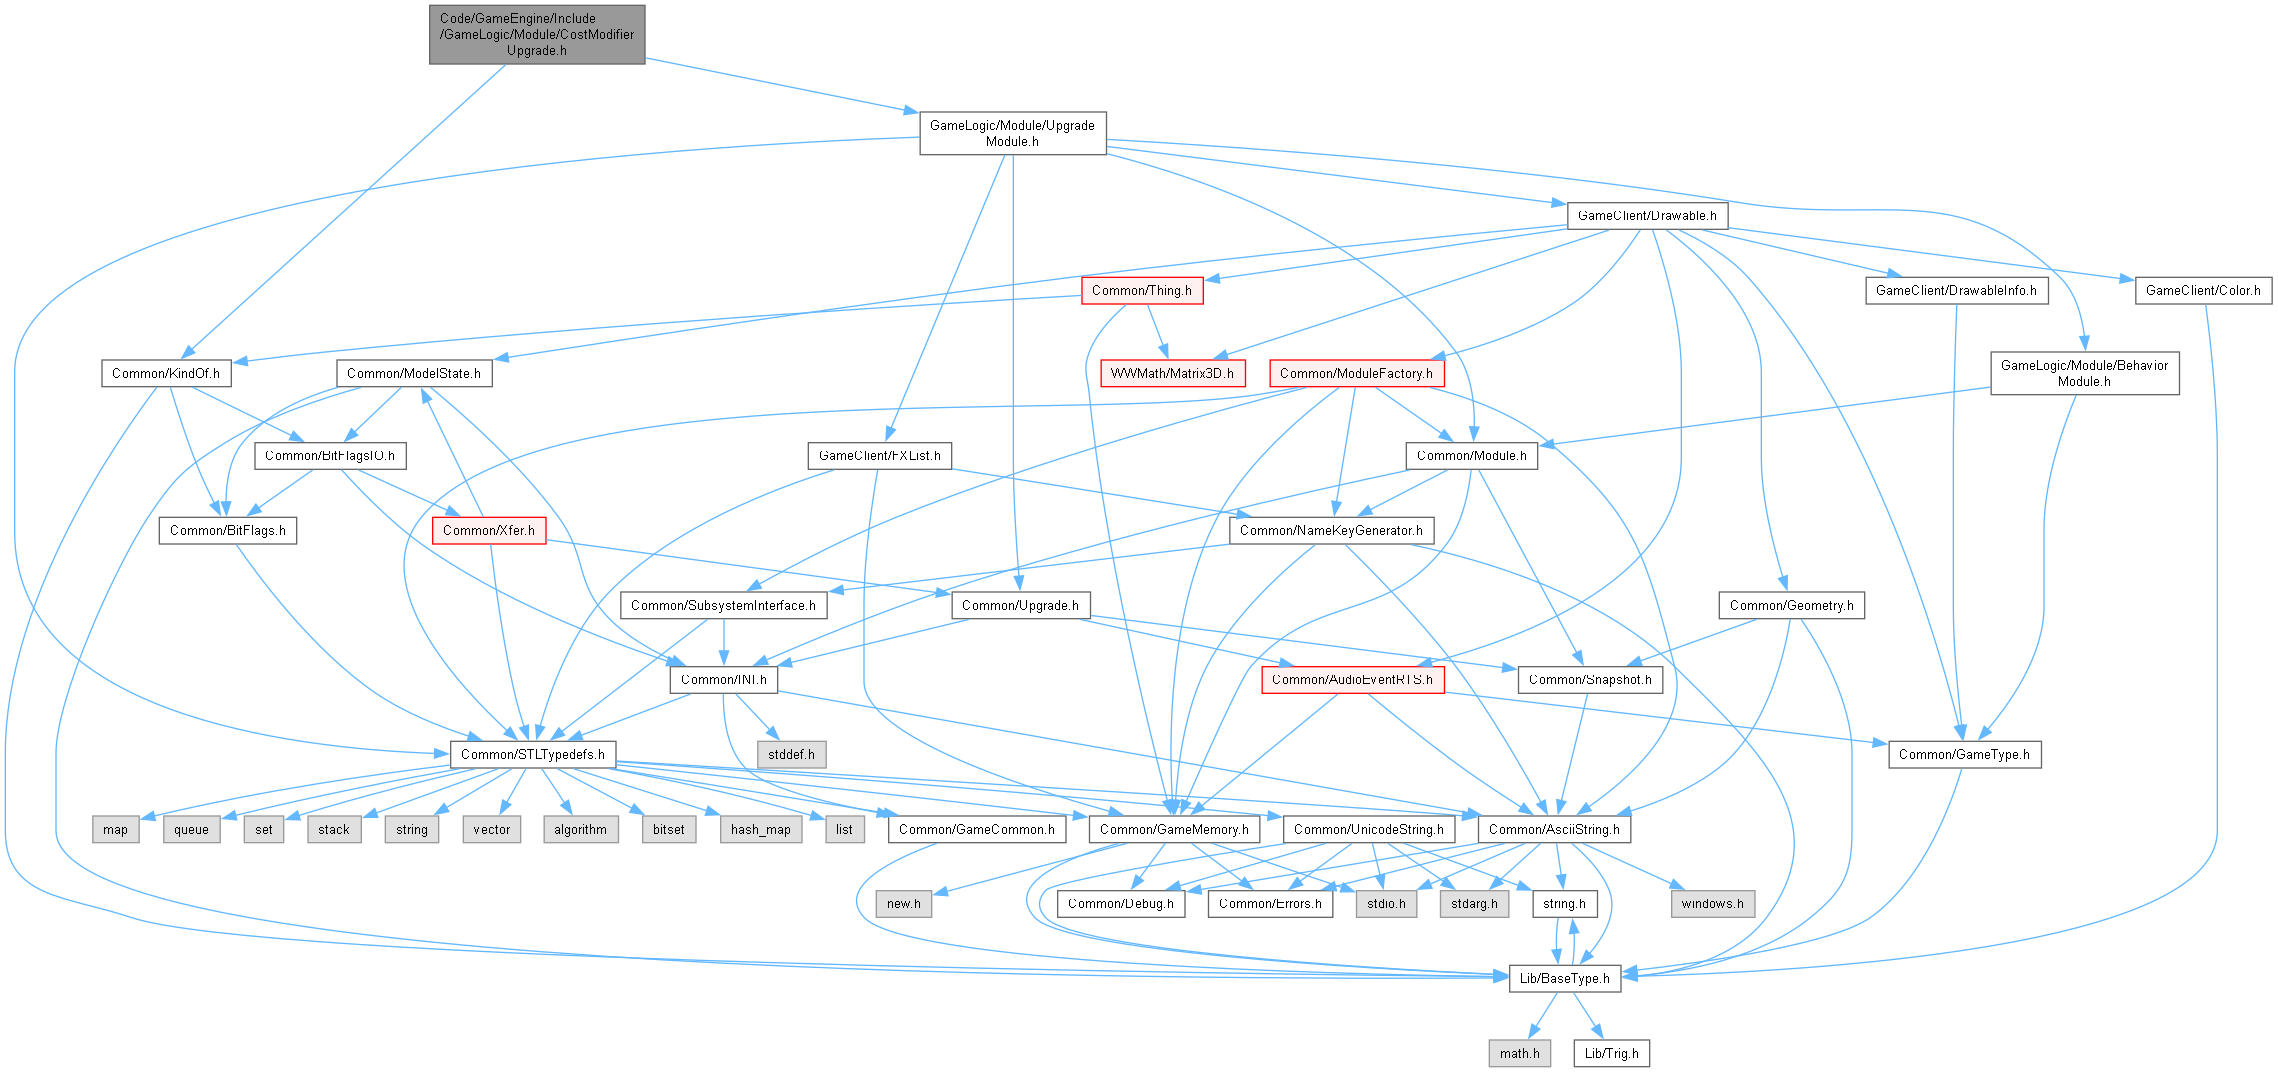 Code/GameEngine/Include
/GameLogic/Module/CostModifier
Upgrade.h
GameLogic/Module/Upgrade
Module.h
GameClient/Drawable.h
Common/Thing.h
GameClient/DrawableInfo.h
GameClient/Color.h
Common/KindOf.h
Common/ModelState.h
WWMath/Matrix3D.h
Common/ModuleFactory.h
GameLogic/Module/Behavior
Module.h
Common/BitFlagsIO.h
GameClient/FXList.h
Common/Module.h
Common/BitFlags.h
Common/Xfer.h
Common/NameKeyGenerator.h
Common/SubsystemInterface.h
Common/Upgrade.h
Common/Geometry.h
Common/INI.h
Common/AudioEventRTS.h
Common/Snapshot.h
Common/STLTypedefs.h
stddef.h
Common/GameType.h
map
queue
set
stack
string
vector
algorithm
bitset
hash_map
list
Common/GameCommon.h
Common/GameMemory.h
Common/UnicodeString.h
Common/AsciiString.h
new.h
Common/Debug.h
Common/Errors.h
stdio.h
stdarg.h
string.h
windows.h
Lib/BaseType.h
math.h
Lib/Trig.h